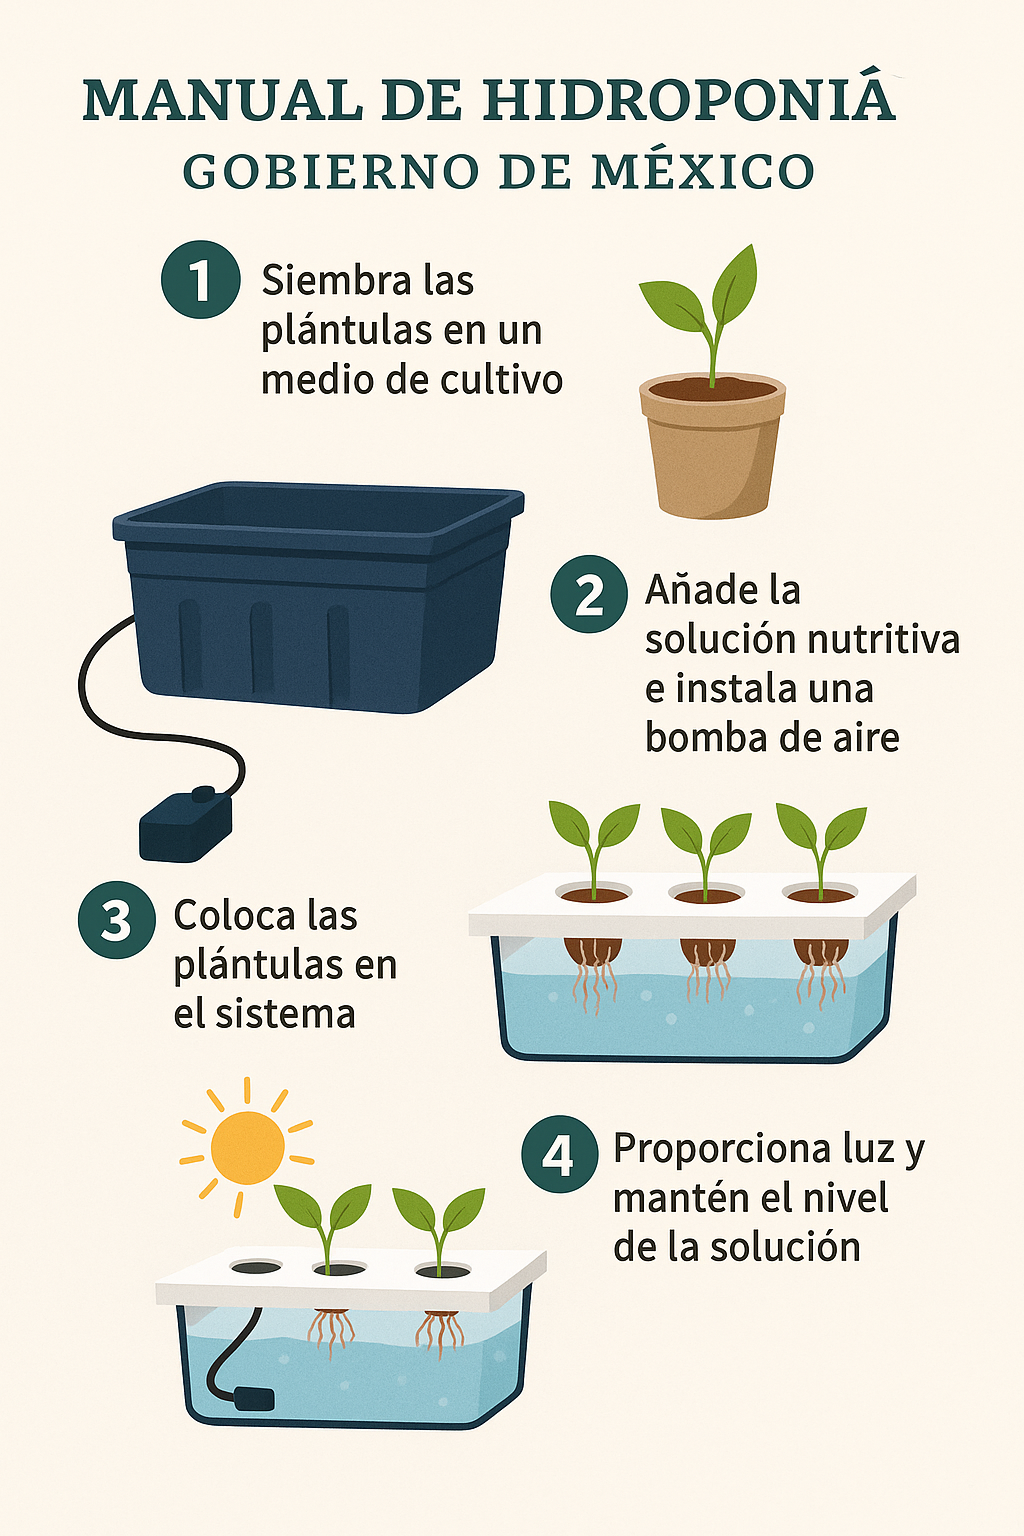 MANUAL DE HIDROPONIÁ
GOBIERNO DE MÉXICO
1
Siembra las
plántulas en un
medio de cultivo
2
Añade la
solución nutritiva
e instala una
bomba de aire
3
Coloca las
plántulas en
el sistema
4
Proporciona luz y
mantén el nivel
de la solución